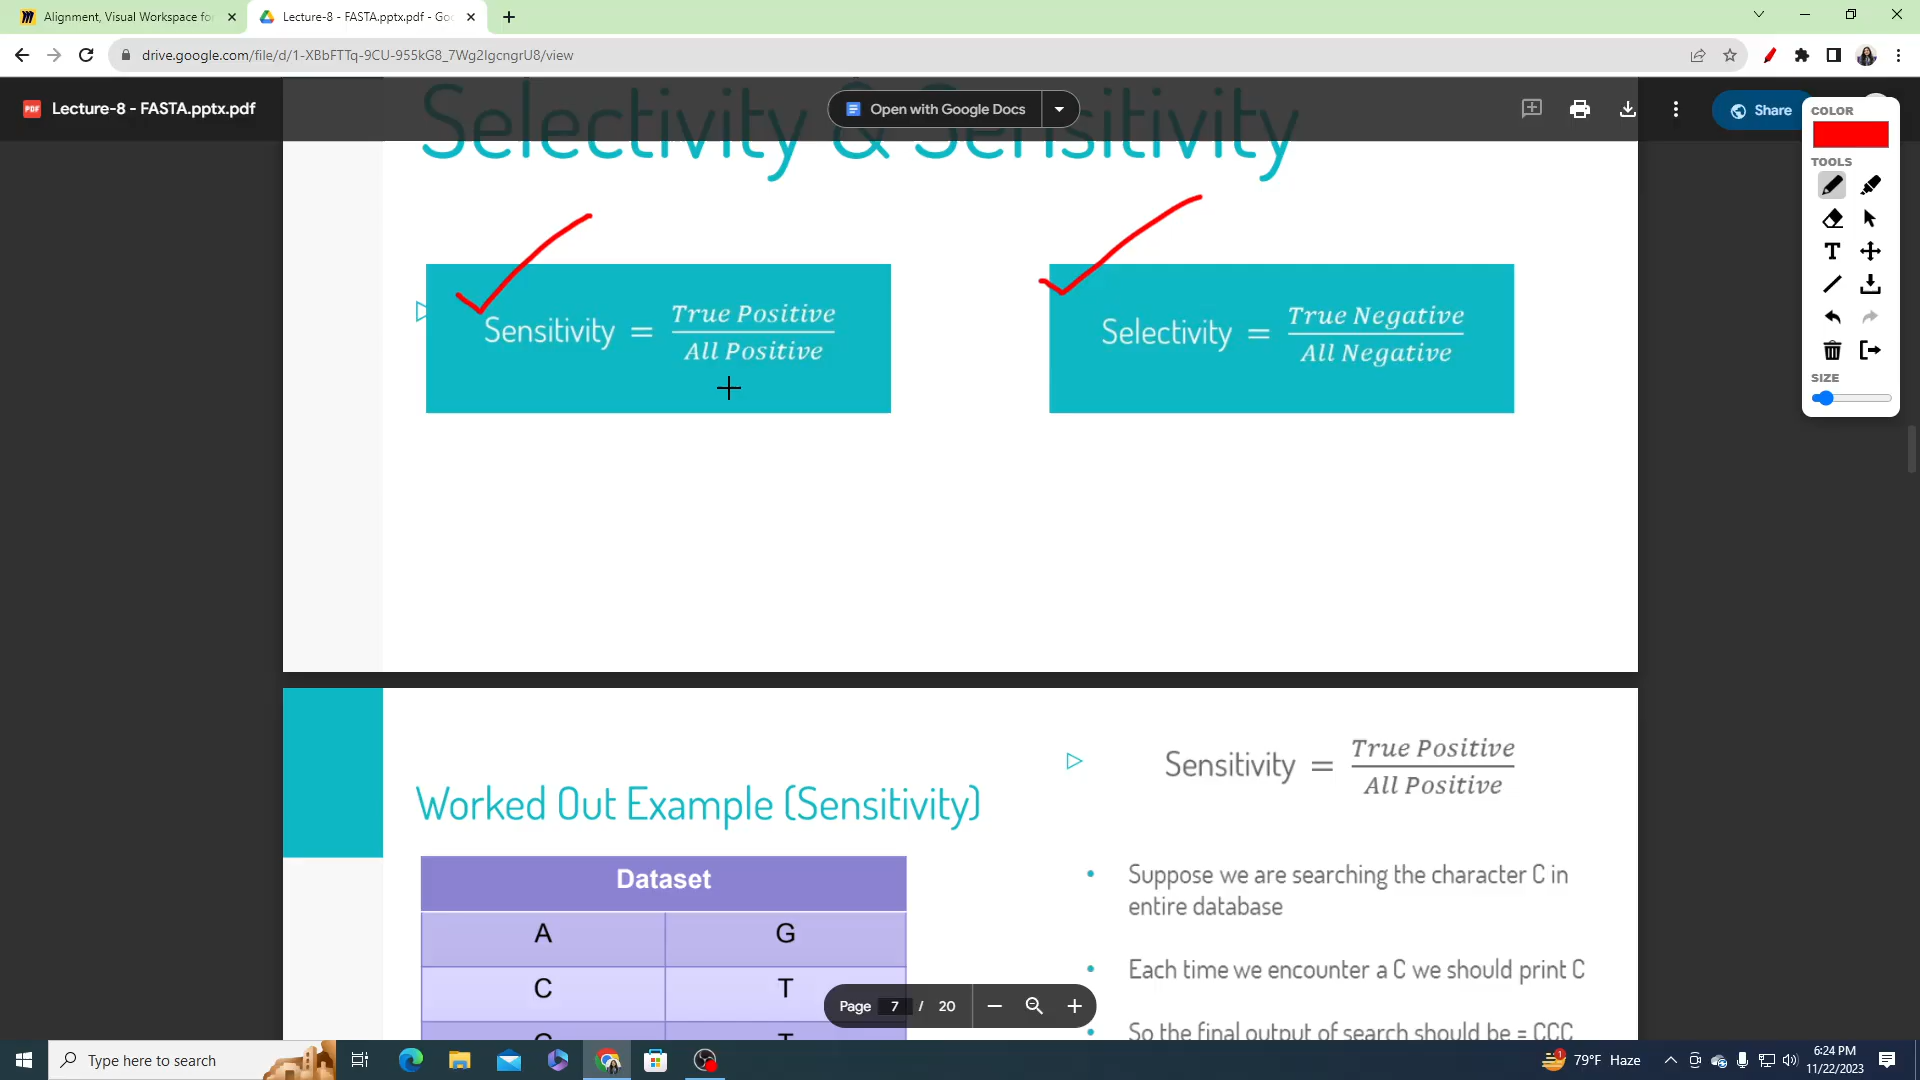 Alignment, Visual Workspace for
Lecture-8 - FASTA.pptx.pdf - Goo
drive.google.com/file/d/1-XBbFTTq-9CU-955kG8_7Wg2IgcngrU8/view
PDF Lecture-8 - FASTA.pptx.pdf
Open with Google Docs
Share
COLOR
TOOLS
T
SIZE
Selectivity & Sensitivity
Sensitivity = True Positive / All Positive
Selectivity = True Negative / All Negative
Sensitivity = True Positive / All Positive
Worked Out Example (Sensitivity)
Dataset
A G
C T
• Suppose we are searching the character C in
entire database
• Each time we encounter a C we should print C
• So the final output of search should be = CCC
Page 7 / 20
Type here to search
1
79°F Haze
6:24 PM
11/22/2023